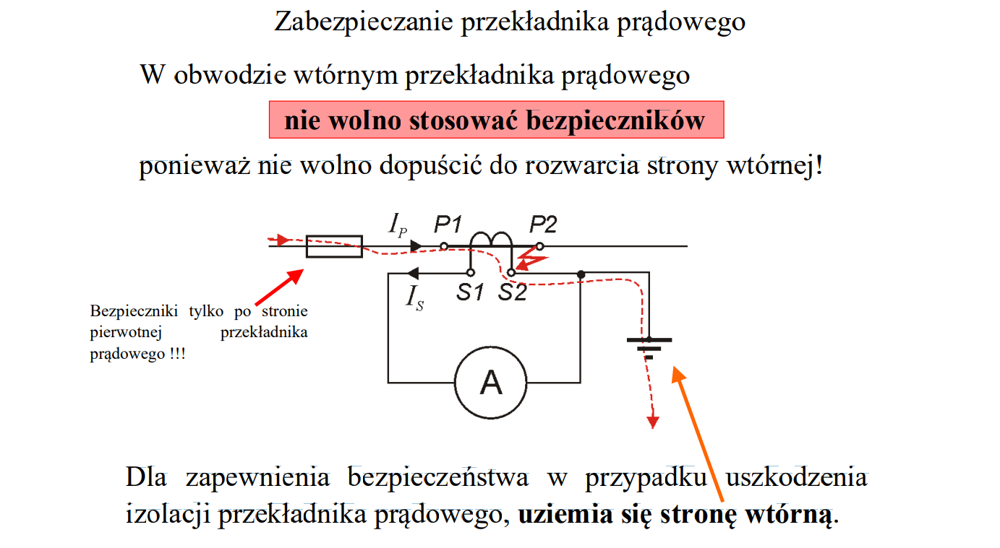 Zabezpieczanie przekładnika prądowego
W obwodzie wtórnym przekładnika prądowego
nie wolno stosować bezpieczników
ponieważ nie wolno dopuścić do rozwarcia strony wtórnej!
I_P P1 P2
I_S S1 S2
Bezpieczniki tylko po stronie
pierwotnej przekładnika
prądowego !!!
A
Dla zapewnienia bezpieczeństwa w przypadku uszkodzenia
izolacji przekładnika prądowego, uziemia się stronę wtórną.